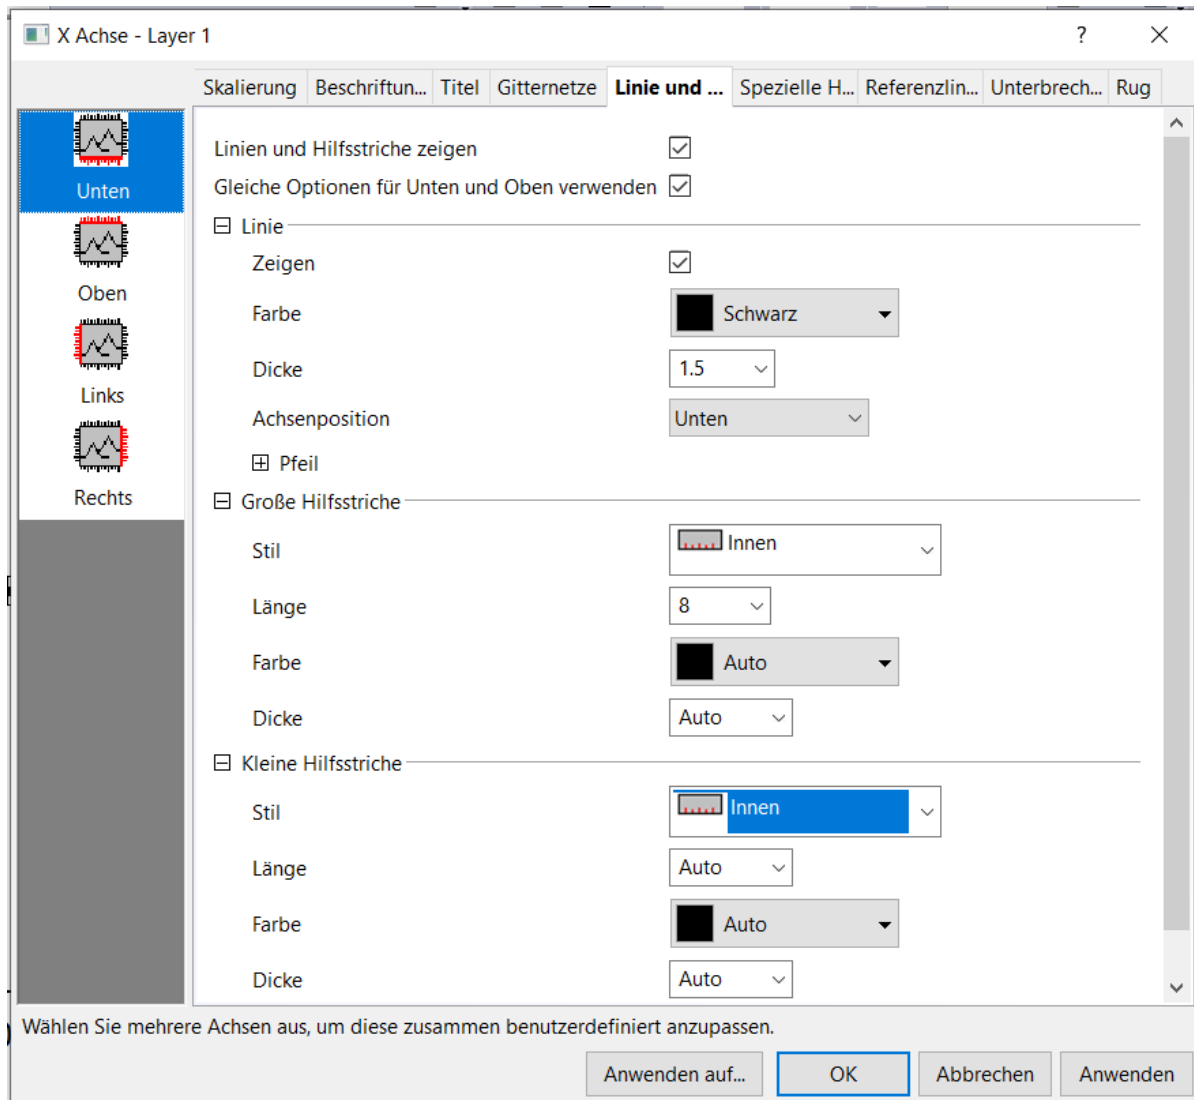 X Achse - Layer 1
?
Skalierung Beschriftun... Titel Gitternetze Linie und ... Spezielle H... Referenzlin... Unterbrech... Rug
Unten
Oben
Links
Rechts
Linien und Hilfsstriche zeigen
Gleiche Optionen für Unten und Oben verwenden
Linie
Zeigen
Farbe Schwarz
Dicke 1.5
Achsenposition Unten
Pfeil
Große Hilfsstriche
Stil Innen
Länge 8
Farbe Auto
Dicke Auto
Kleine Hilfsstriche
Stil Innen
Länge Auto
Farbe Auto
Dicke Auto
Wählen Sie mehrere Achsen aus, um diese zusammen benutzerdefiniert anzupassen.
Anwenden auf... OK Abbrechen Anwenden